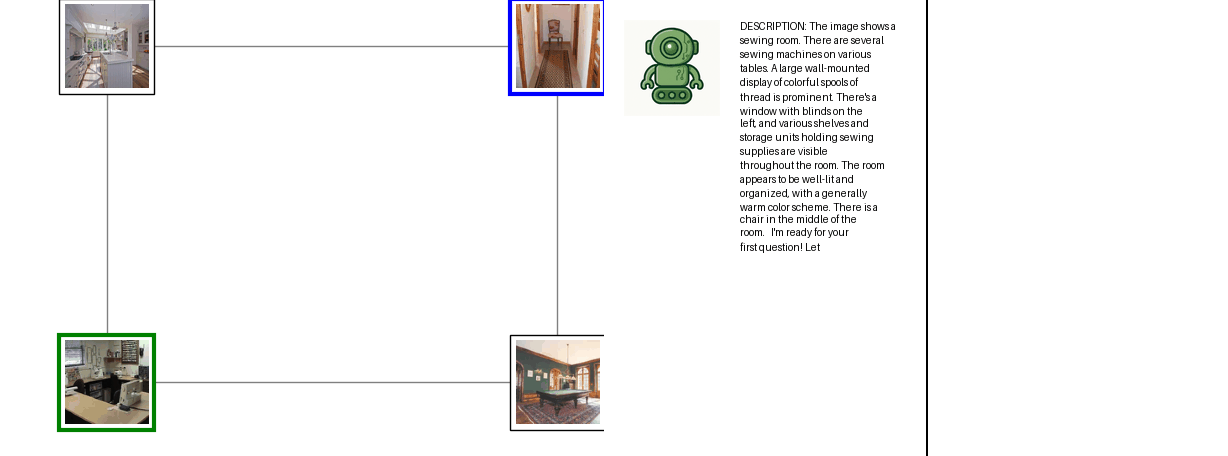 DESCRIPTION: The image shows a
sewing room. There are several
sewing machines on various
tables. A large wall-mounted
display of colorful spools of
thread is prominent. There's a
window with blinds on the
left, and various shelves and
storage units holding sewing
supplies are visible
throughout the room. The room
appears to be well-lit and
organized, with a generally
warm color scheme. There is a
chair in the middle of the
room.   I'm ready for your
first question! Let